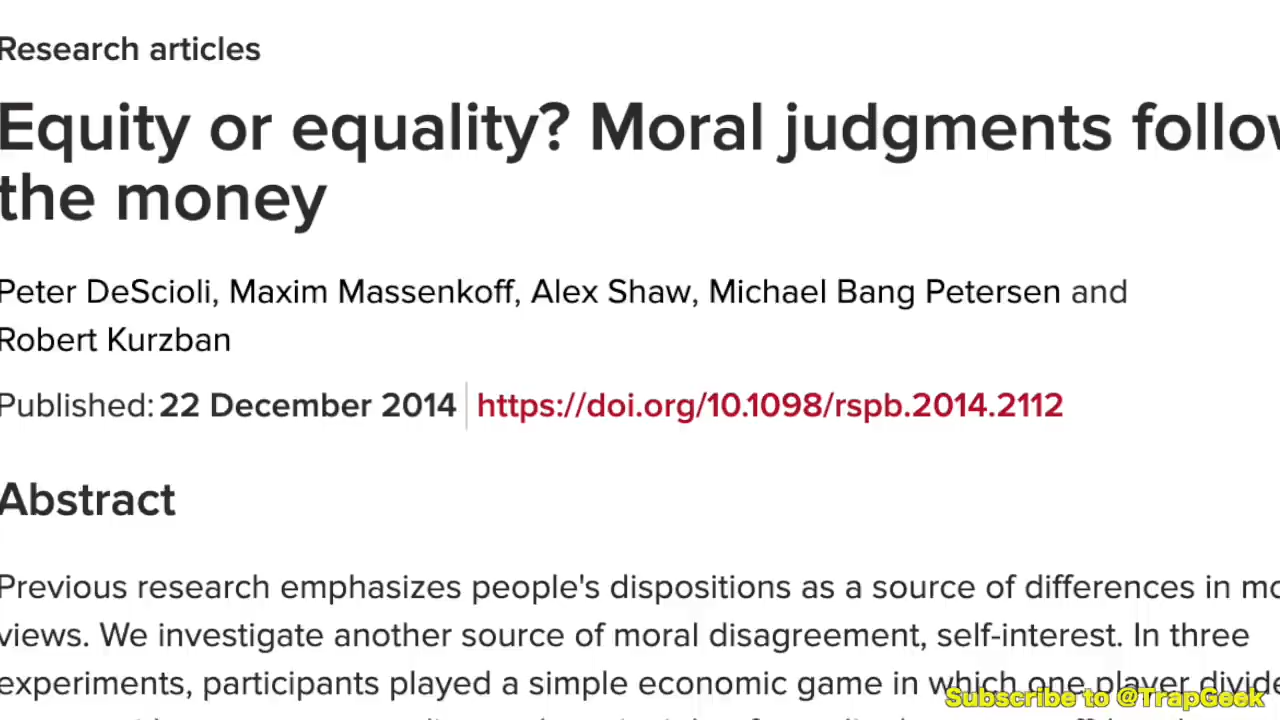 Research articles
Equity or equality? Moral judgments follow
the money
Peter DeScioli, Maxim Massenkoff, Alex Shaw, Michael Bang Petersen and
Robert Kurzban
Published: 22 December 2014 https://doi.org/10.1098/rspb.2014.2112
Abstract
Previous research emphasizes people's dispositions as a source of differences in
views. We investigate another source of moral disagreement, self-interest. In three
experiments, participants played a simple economic game in which one player
Subscribe to @TrapGeek